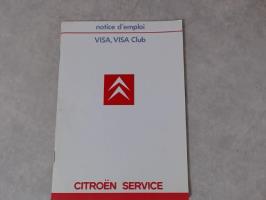 notice d'emploi
VISA, VISA Club
CITROËN SERVICE